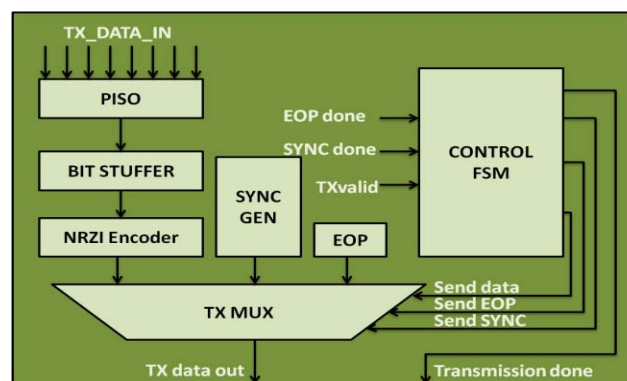 TX_DATA_IN
PISO
BIT STUFFER
NRZI Encoder
SYNC
GEN
EOP
EOP done
SYNC done
TXvalid
CONTROL
FSM
TX MUX
Send data
Send EOP
Send SYNC
TX data out
Transmission done